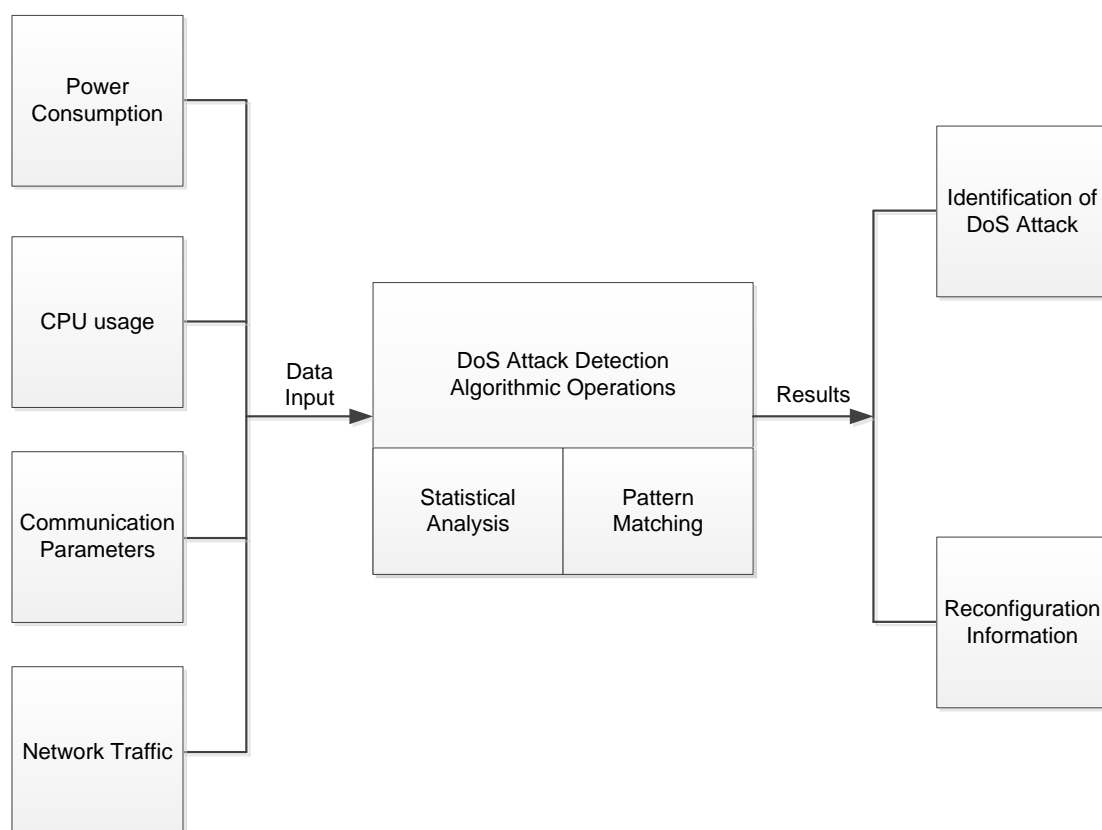 Power
Consumption
CPU usage
Communication
Parameters
Network Traffic
Data
Input
DoS Attack Detection
Algorithmic Operations
Statistical
Analysis
Pattern
Matching
Results
Identification of
DoS Attack
Reconfiguration
Information